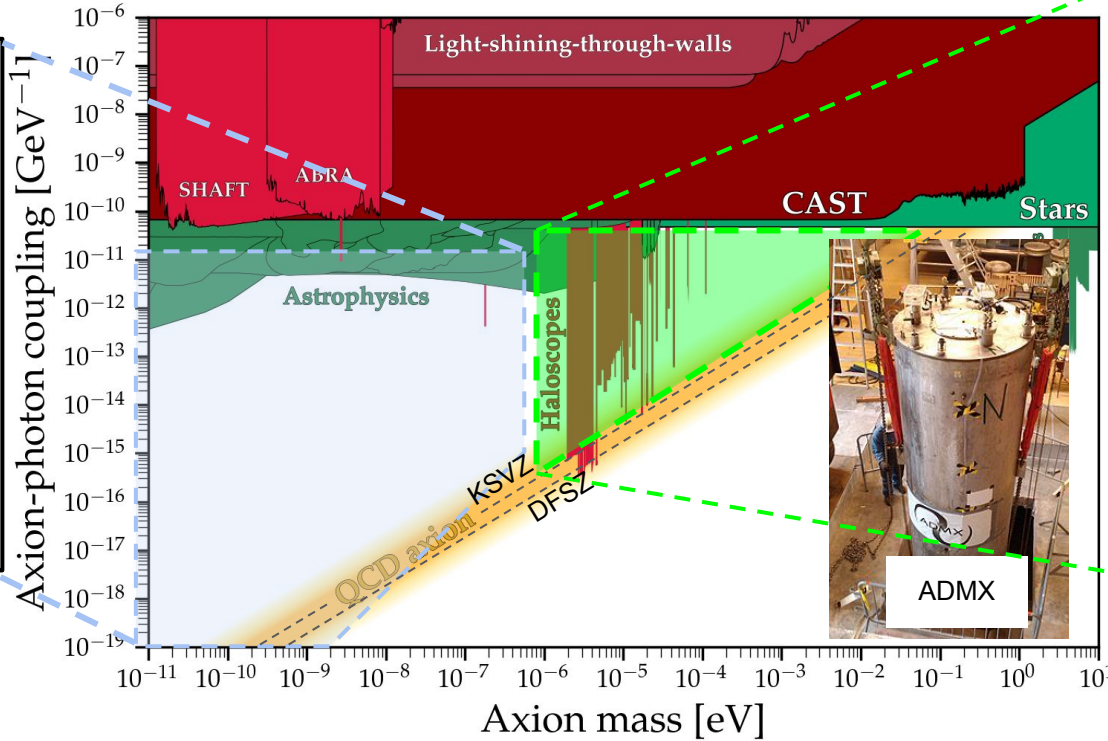 Axion-photon coupling [GeV⁻¹]
10⁻⁶
10⁻⁷
10⁻⁸
10⁻⁹
10⁻¹⁰
10⁻¹¹
10⁻¹²
10⁻¹³
10⁻¹⁴
10⁻¹⁵
10⁻¹⁶
10⁻¹⁷
10⁻¹⁸
10⁻¹⁹
Light-shining-through-walls
SHAFT
ABRA
CAST
Stars
Astrophysics
Haloscopes
KSVZ
DFSZ
QCD axion
N
ADMX
ADMX
10⁻¹¹ 10⁻¹⁰ 10⁻⁹ 10⁻⁸ 10⁻⁷ 10⁻⁶ 10⁻⁵ 10⁻⁴ 10⁻³ 10⁻² 10⁻¹ 10⁰ 10¹
Axion mass [eV]